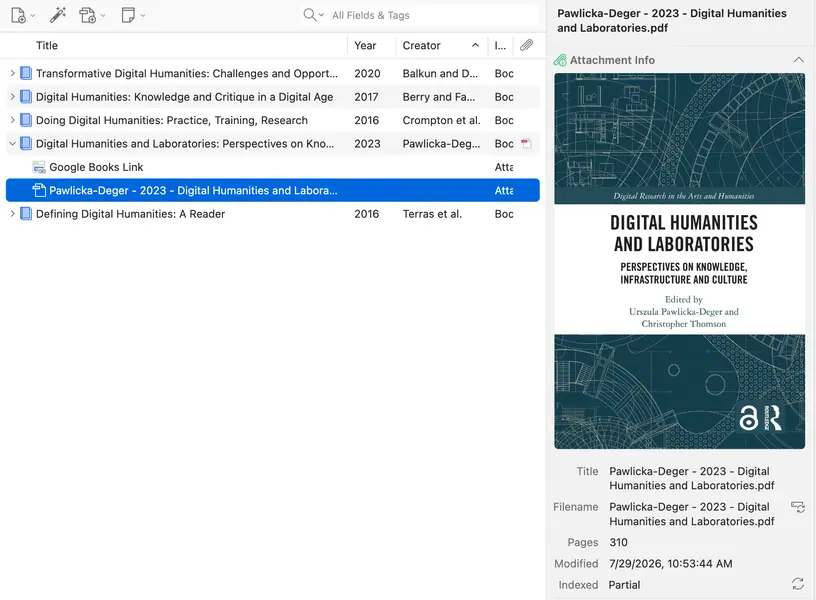 All Fields & Tags
Title Year Creator I...
Transformative Digital Humanities: Challenges and Opport... 2020 Balkun and D... Boc
Digital Humanities: Knowledge and Critique in a Digital Age 2017 Berry and Fa... Boc
Doing Digital Humanities: Practice, Training, Research 2016 Crompton et al. Boc
Digital Humanities and Laboratories: Perspectives on Kno... 2023 Pawlicka-Deg... Boc
Google Books Link Atta
Pawlicka-Deger - 2023 - Digital Humanities and Labora... Atta
Defining Digital Humanities: A Reader 2016 Terras et al. Boc
Pawlicka-Deger - 2023 - Digital Humanities
and Laboratories.pdf
Attachment Info
Digital Research in the Arts and Humanities
DIGITAL HUMANITIES
AND LABORATORIES
PERSPECTIVES ON KNOWLEDGE,
INFRASTRUCTURE AND CULTURE
Edited by
Urszula Pawlicka-Deger and
Christopher Thomson
ROUTLEDGE
Title Pawlicka-Deger - 2023 - Digital
Humanities and Laboratories.pdf
Filename Pawlicka-Deger - 2023 - Digital
Humanities and Laboratories.pdf
Pages 310
Modified 7/29/2026, 10:53:44 AM
Indexed Partial